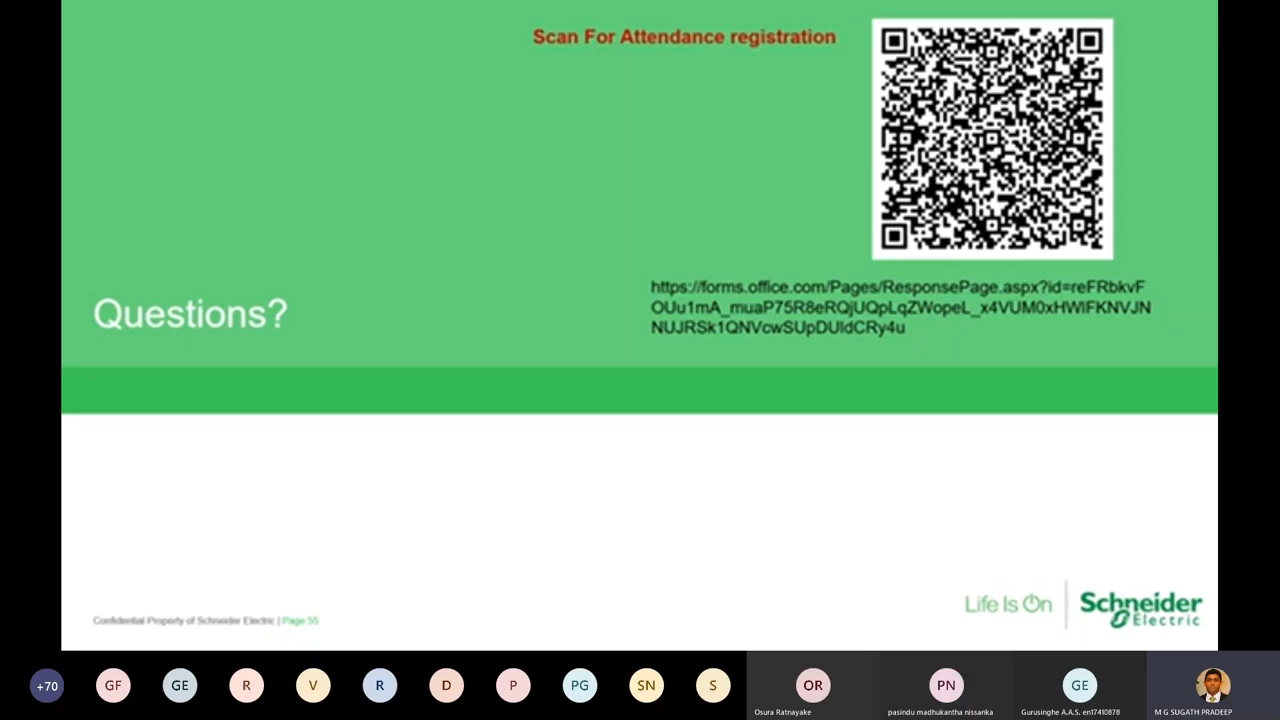 Scan For Attendance registration
https://forms.office.com/Pages/ResponsePage.aspx?id=reFRbkvF
OUu1mA_muaP75R8eRQjUQpLqZWopeL_x4VUM0xHWlFKNVJN
NUJRSk1QNVcwSUpDUldCRy4u
Questions?
Life Is On
Schneider
Electric
Confidential Property of Schneider Electric | Page 55
+70 GF GE R V R D P PG SN S OR PN GE
Osura Ratnayake pasindu madhukantha nissanka Gurusinghe A.A.S. en17410878 M G SUGATH PRADEEP